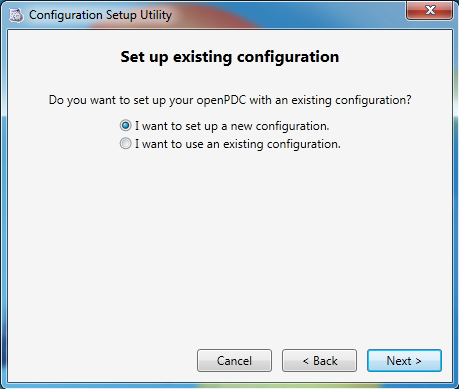 Configuration Setup Utility
Set up existing configuration
Do you want to set up your openPDC with an existing configuration?
I want to set up a new configuration.
I want to use an existing configuration.
Cancel
< Back
Next >